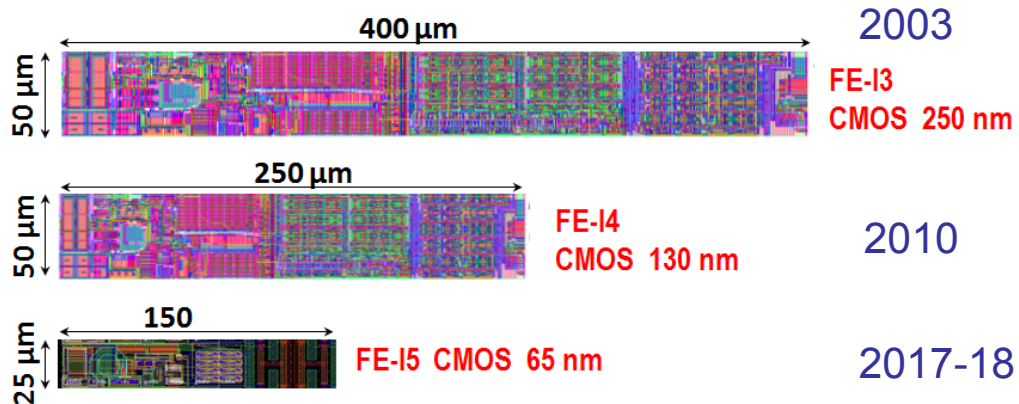 400 µm
2003
50 µm
FE-I3
CMOS 250 nm
250 µm
50 µm
FE-I4
CMOS 130 nm
2010
150
25 µm
FE-I5 CMOS 65 nm
2017-18